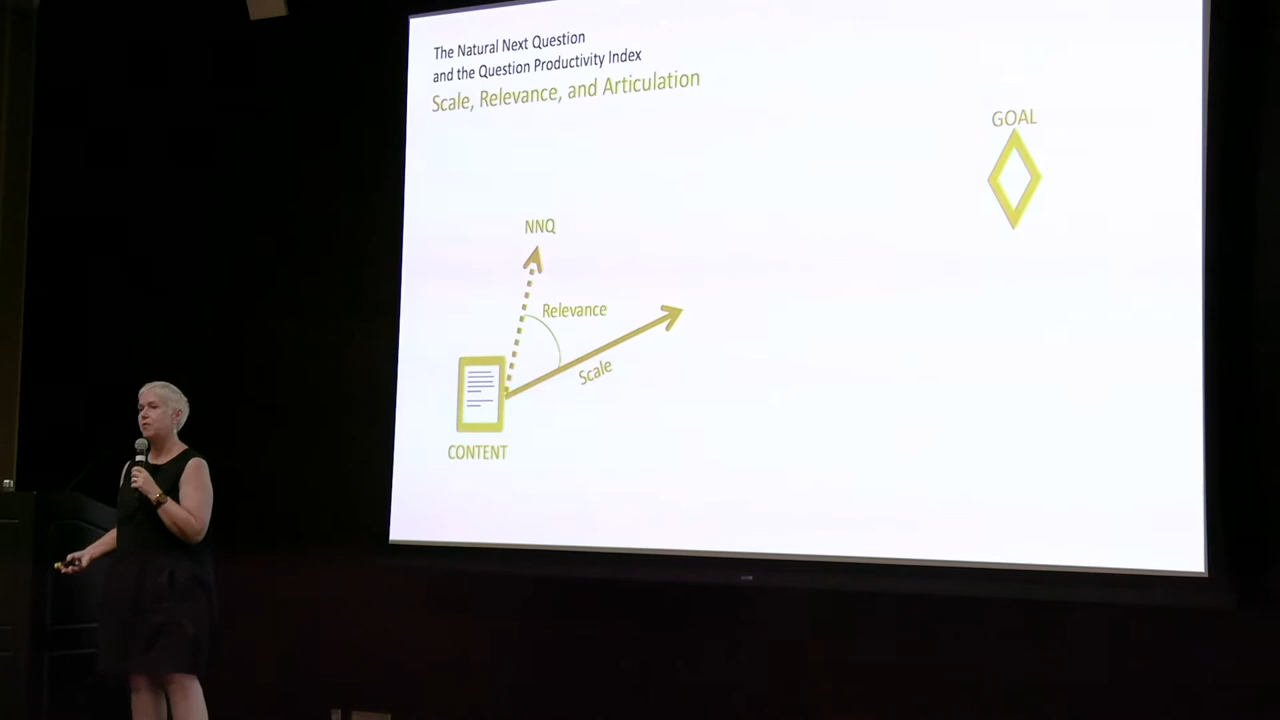 The Natural Next Question
and the Question Productivity Index
Scale, Relevance, and Articulation
GOAL
NNQ
Relevance
Scale
CONTENT